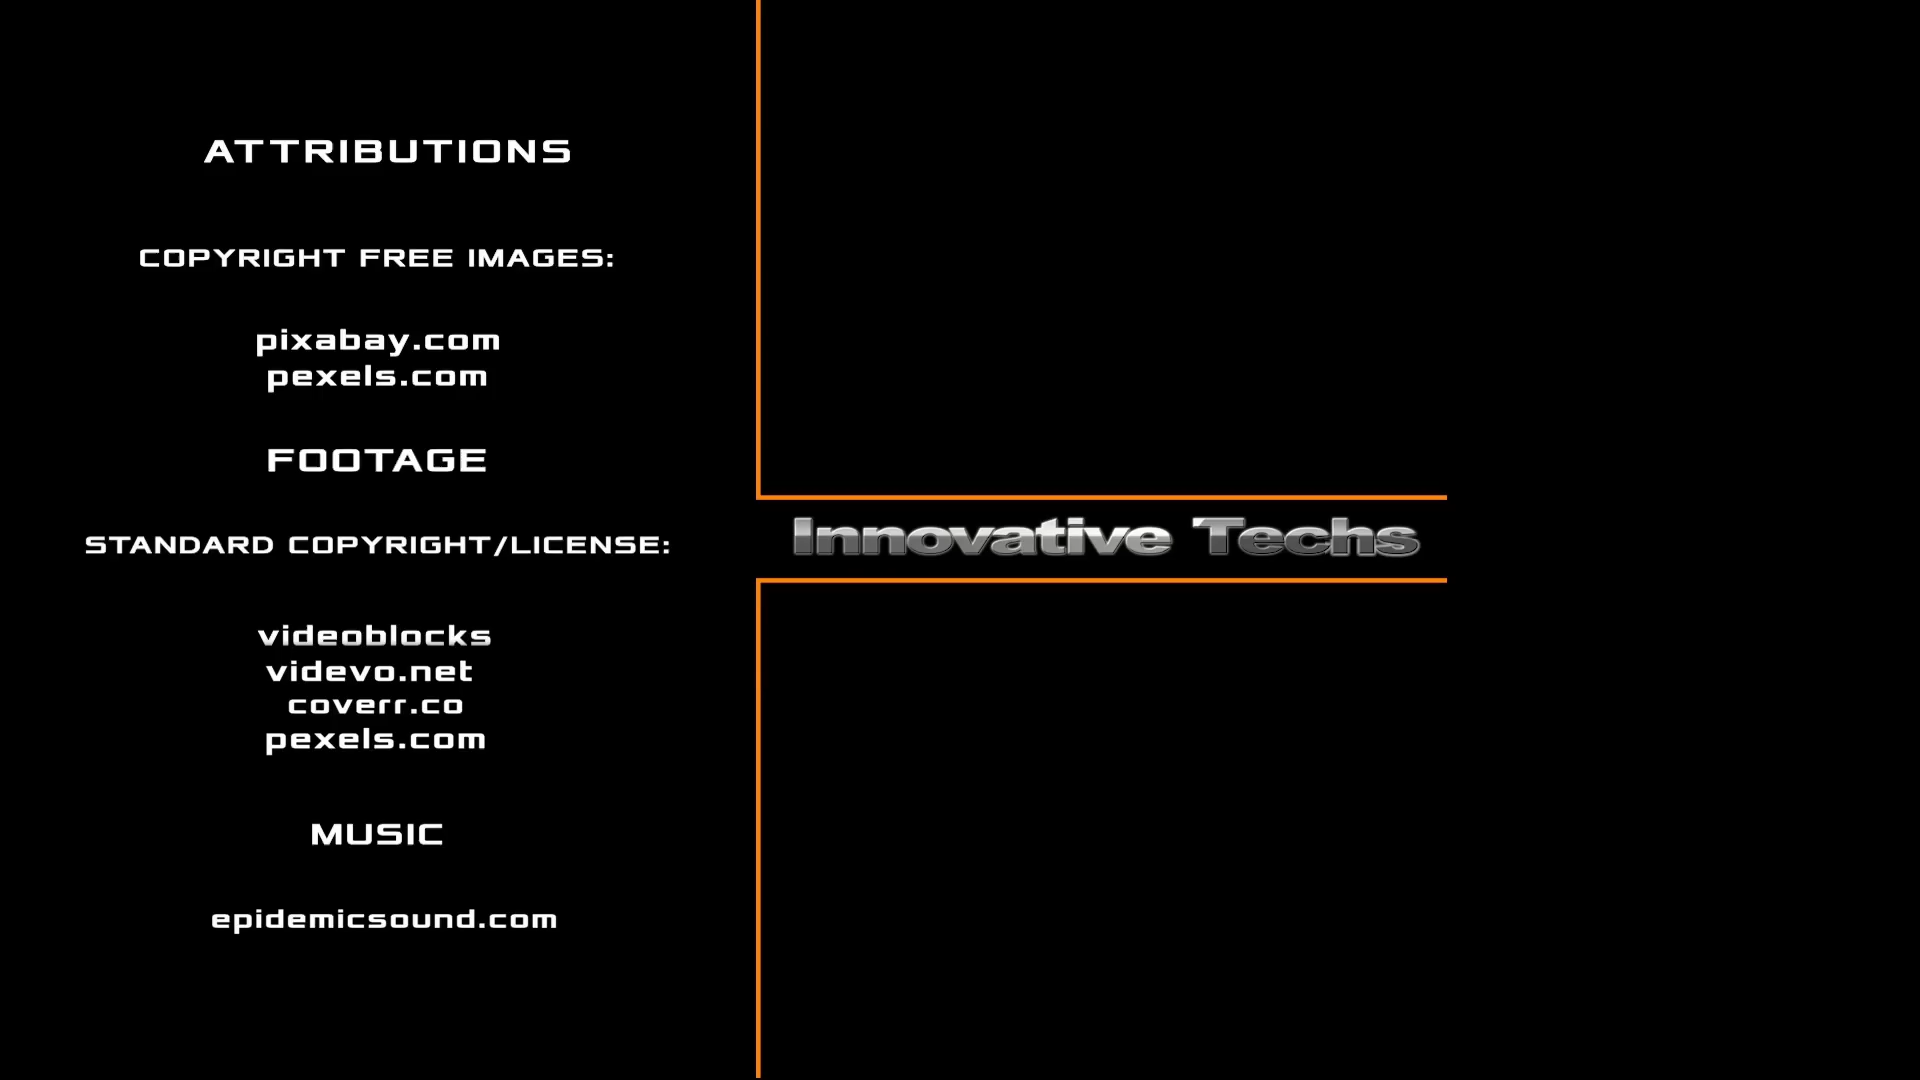 ATTRIBUTIONS
COPYRIGHT FREE IMAGES:
pixabay.com
pexels.com
FOOTAGE
STANDARD COPYRIGHT/LICENSE:
videoblocks
videvo.net
coverr.co
pexels.com
MUSIC
epidemicsound.com
Innovative Techs